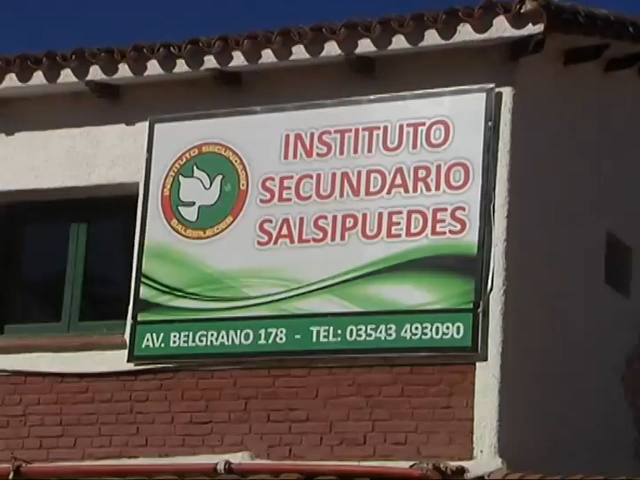 INSTITUTO
SECUNDARIO
SALSIPUEDES
INSTITUTO SECUNDARIO
SALSIPUEDES
AV. BELGRANO 178 - TEL: 03543 493090